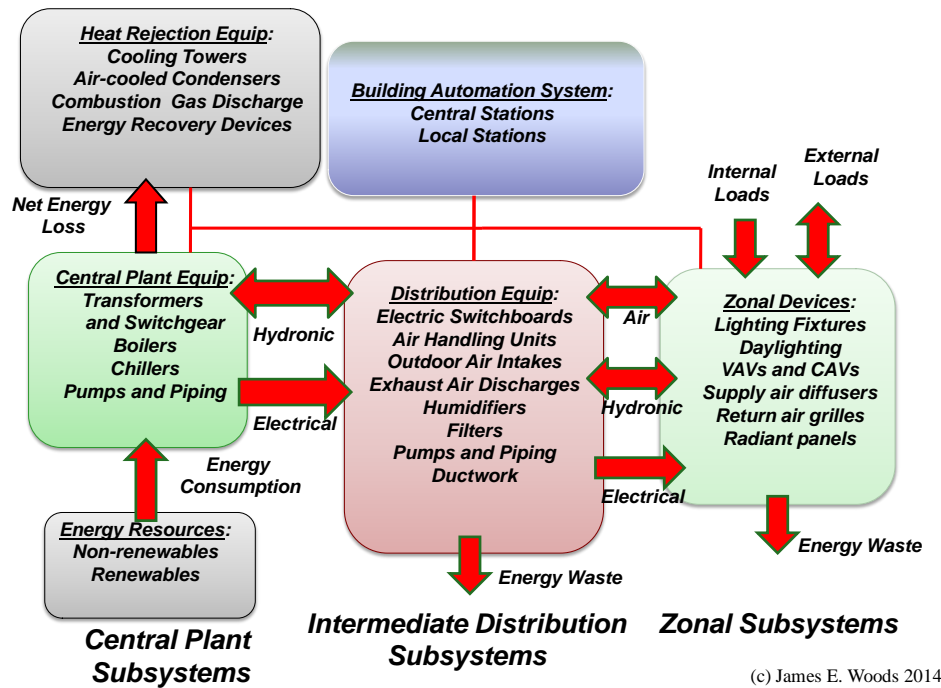 Heat Rejection Equip:
Cooling Towers
Air-cooled Condensers
Combustion Gas Discharge
Energy Recovery Devices
Building Automation System:
Central Stations
Local Stations
Internal
Loads
External
Loads
Net Energy
Loss
Central Plant Equip:
Transformers
and Switchgear
Boilers
Chillers
Pumps and Piping
Hydronic
Electrical
Distribution Equip:
Electric Switchboards
Air Handling Units
Outdoor Air Intakes
Exhaust Air Discharges
Humidifiers
Filters
Pumps and Piping
Ductwork
Air
Hydronic
Electrical
Zonal Devices:
Lighting Fixtures
Daylighting
VAVs and CAVs
Supply air diffusers
Return air grilles
Radiant panels
Energy
Consumption
Energy Resources:
Non-renewables
Renewables
Energy Waste
Energy Waste
Central Plant
Subsystems
Intermediate Distribution
Subsystems
Zonal Subsystems
(c) James E. Woods 2014